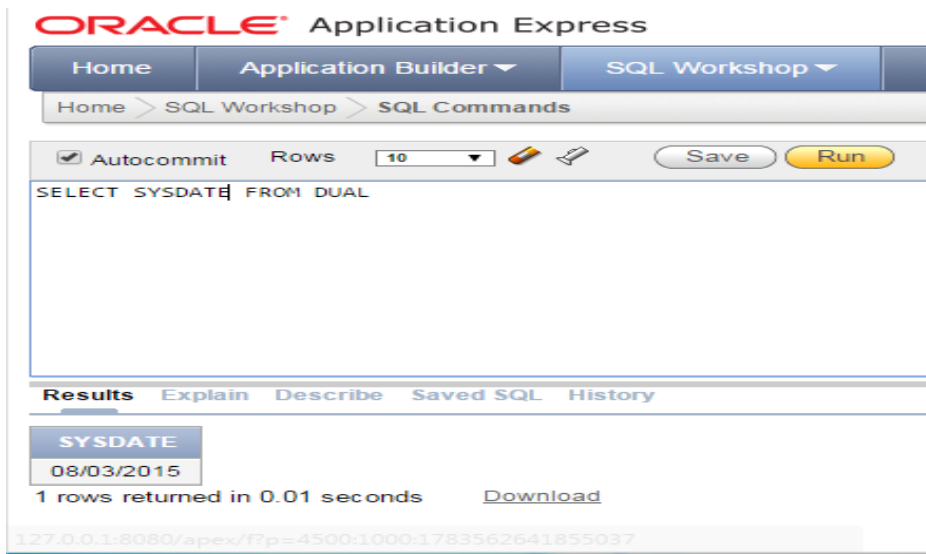 ORACLE Application Express
Home Application Builder SQL Workshop
Home SQL Workshop SQL Commands
Autocommit Rows 10 Save Run
SELECT SYSDATE FROM DUAL
Results Explain Describe Saved SQL History
SYSDATE
08/03/2015
1 rows returned in 0.01 seconds Download
127.0.0.1:8080/apex/f?p=4500:1000:1783562641855037